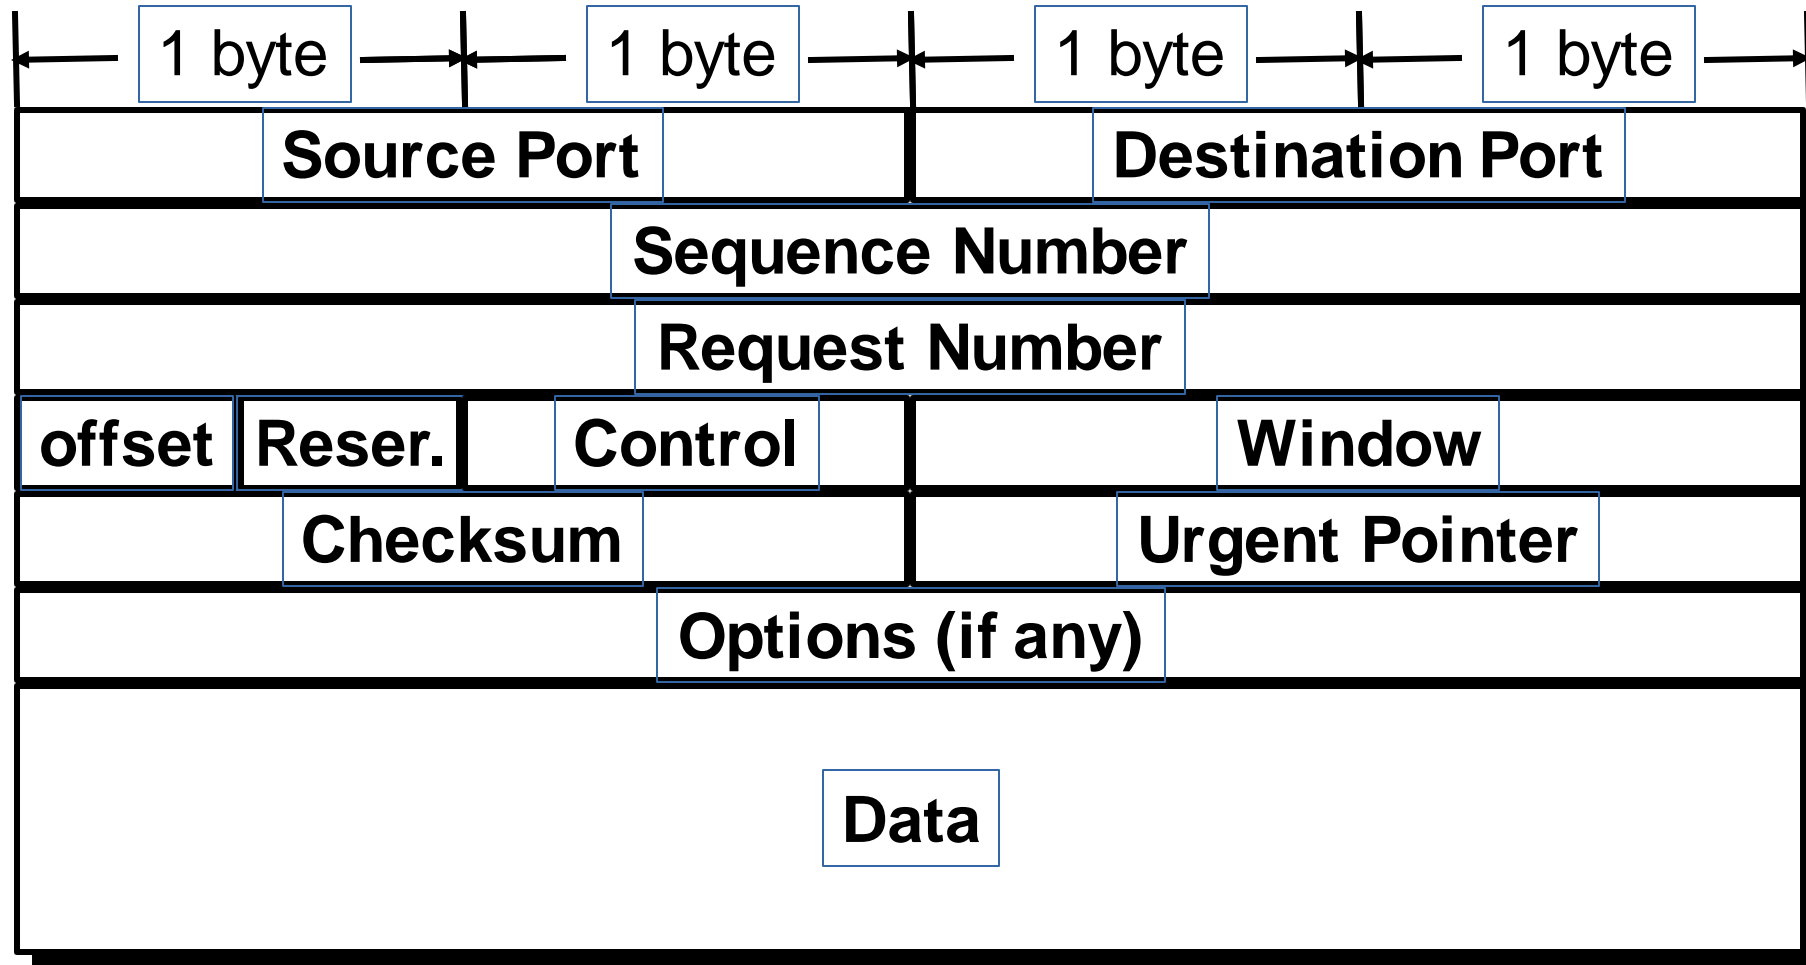 1 byte 1 byte 1 byte 1 byte
Source Port Destination Port
Sequence Number
Request Number
offset Reser. Control Window
Checksum Urgent Pointer
Options (if any)
Data